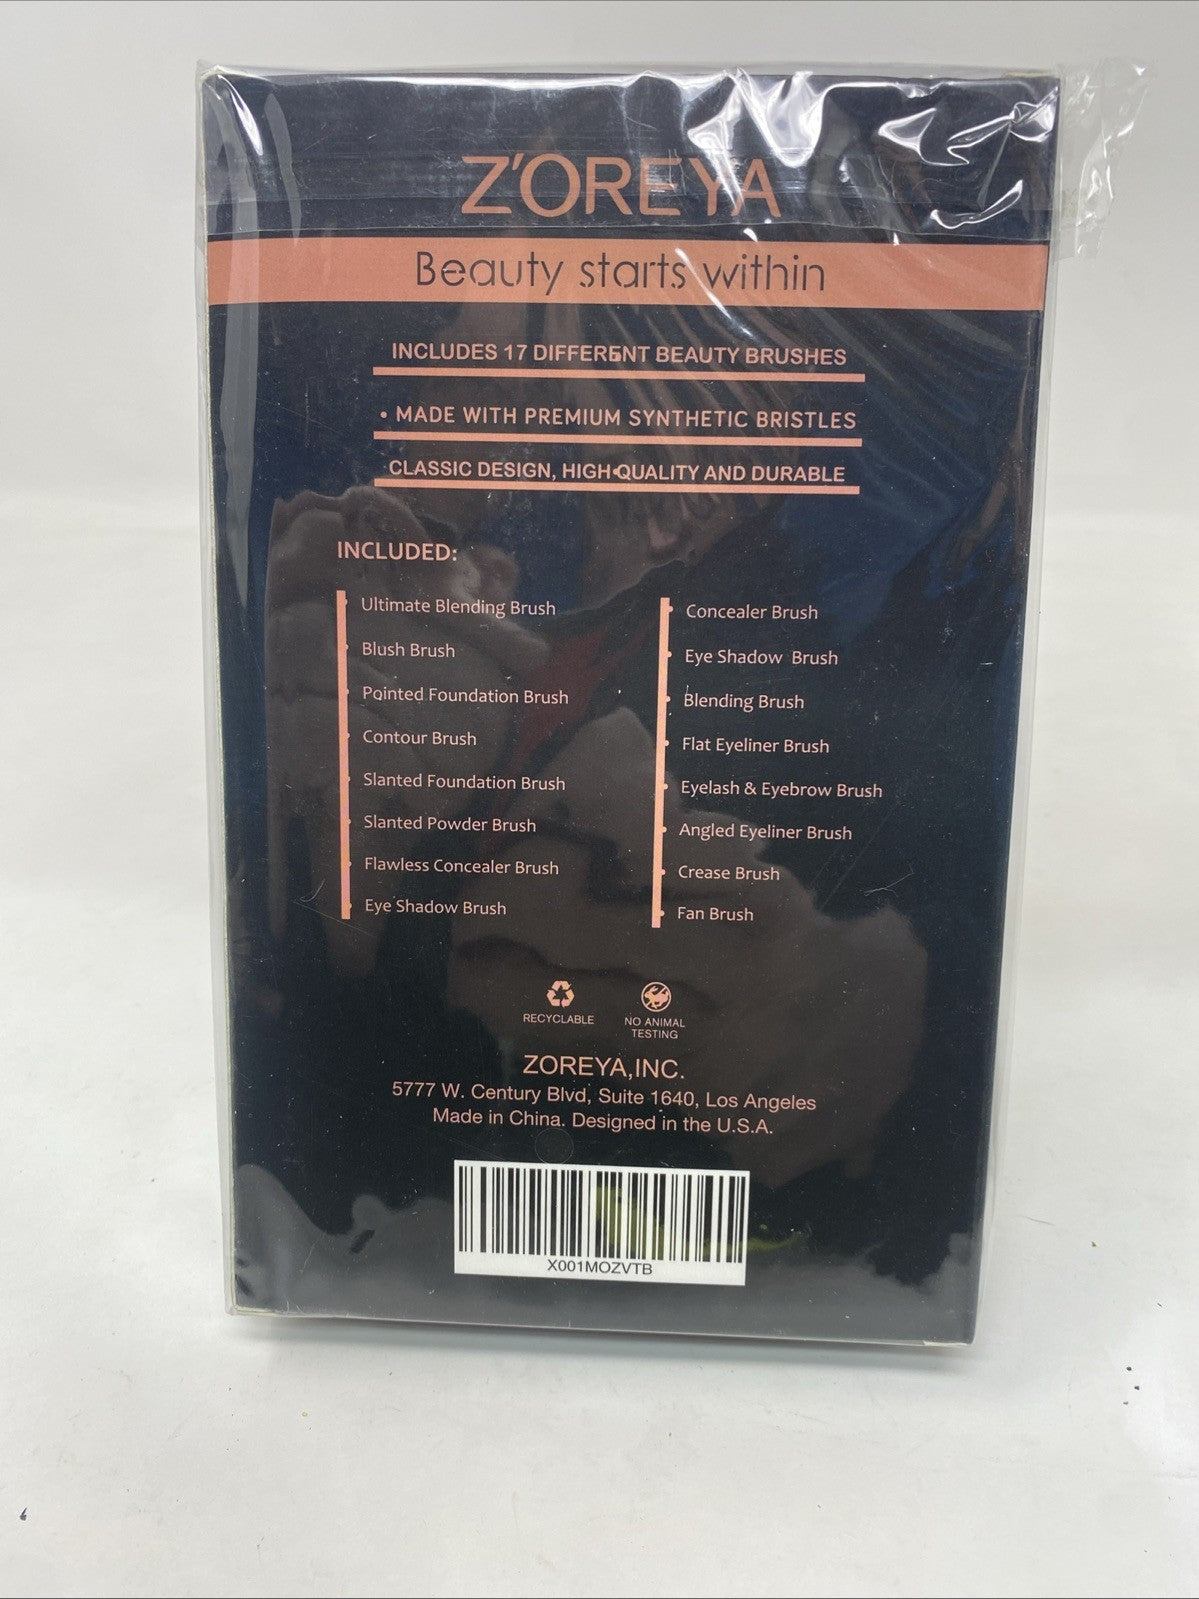 Z'OREYA
Beauty starts within
INCLUDES 17 DIFFERENT BEAUTY BRUSHES
• MADE WITH PREMIUM SYNTHETIC BRISTLES
CLASSIC DESIGN, HIGH•QUALITY AND DURABLE
INCLUDED:
• Ultimate Blending Brush
• Blush Brush
• Pointed Foundation Brush
• Contour Brush
• Slanted Foundation Brush
• Slanted Powder Brush
• Flawless Concealer Brush
• Eye Shadow Brush
• Concealer Brush
• Eye Shadow Brush
• Blending Brush
• Flat Eyeliner Brush
• Eyelash & Eyebrow Brush
• Angled Eyeliner Brush
• Crease Brush
• Fan Brush
RECYCLABLE
NO ANIMAL
TESTING
ZOREYA,INC.
5777 W. Century Blvd, Suite 1640, Los Angeles
Made in China. Designed in the U.S.A.
X001MOZVTB